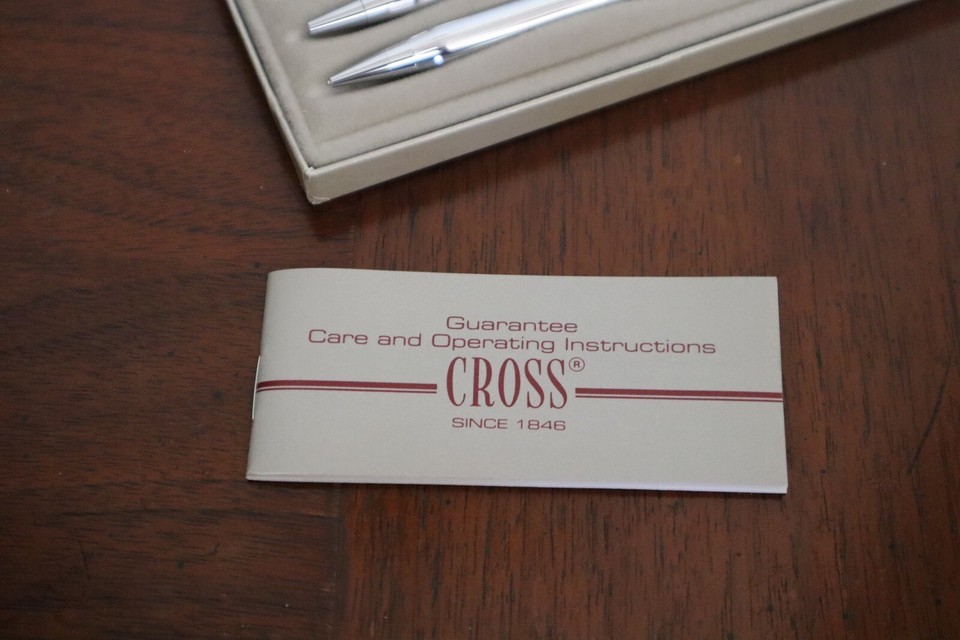 Guarantee
Care and Operating Instructions
CROSS®
SINCE 1846